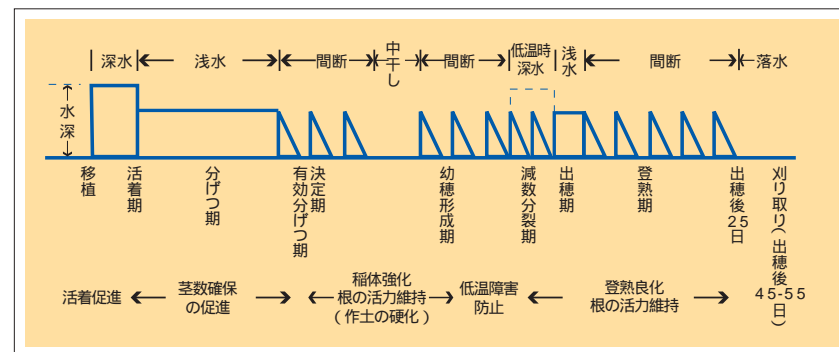 深水
浅水
間断
中干し
間断
低温時
深水
浅水
間断
落水
水深
移植
活着期
分げつ期
有効分げつ期
決定期
幼穂形成期
減数分裂期
出穂期
登熟期
出穂後25日
刈り取り(出穂後45-55日)
活着促進
茎数確保
の促進
稲体強化
根の活力維持
(作土の硬化)
低温障害
防止
登熟良化
根の活力維持